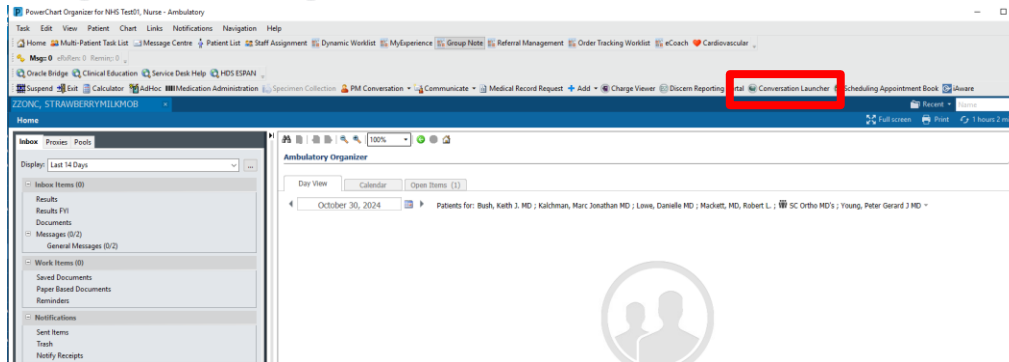 PowerChart Organizer for NHS Test01, Nurse - Ambulatory
Task Edit View Patient Chart Links Notifications Navigation Help
Home Multi-Patient Task List Message Centre Patient List Staff Assignment Dynamic Worklist MyExperience Group Note Referral Management Order Tracking Worklist eCoach Cardiovascular
Msg: 0 eRxRen: 0 Remin: 0
Oracle Bridge Clinical Education Service Desk Help HDS ESPAN
Suspend Exit Calculator AdHoc Medication Administration Specimen Collection PM Conversation Communicate Medical Record Request Add Charge Viewer Discern Reporting Conversation Launcher Scheduling Appointment Book iAware
ZZONC, STRAWBERRYMILKMOB × Recent Name
Home Full screen Print 1 hours 2
Inbox Proxies Pools 100%
Display: Last 14 Days ... Ambulatory Organizer
Inbox Items (0) Day View Calendar Open Items (1)
Results October 30, 2024 Patients for: Bush, Keith J. MD ; Kalchman, Marc Jonathan MD ; Lowe, Danielle MD ; Mackett, MD, Robert L. ; SC Ortho MD's ; Young, Peter Gerard J MD
Results FYI
Documents
Messages (0/2)
General Messages (0/2)
Work Items (0)
Saved Documents
Paper Based Documents
Reminders
Notifications
Sent Items
Trash
Notify Receipts